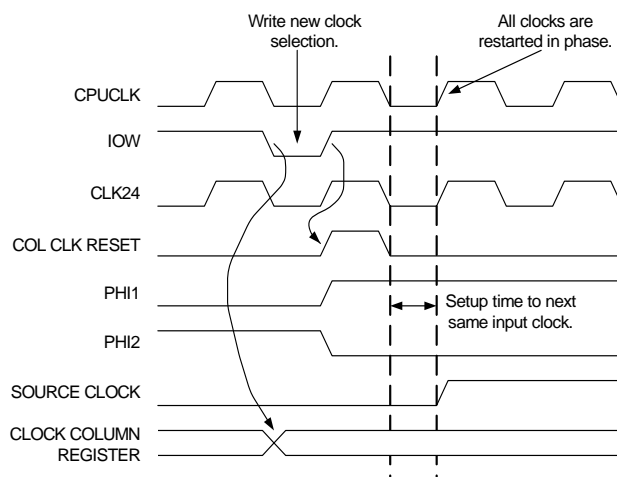 Write new clock
selection.
All clocks are
restarted in phase.
CPUCLK
IOW
CLK24
COL CLK RESET
PHI1
Setup time to next
same input clock.
PHI2
SOURCE CLOCK
CLOCK COLUMN
REGISTER